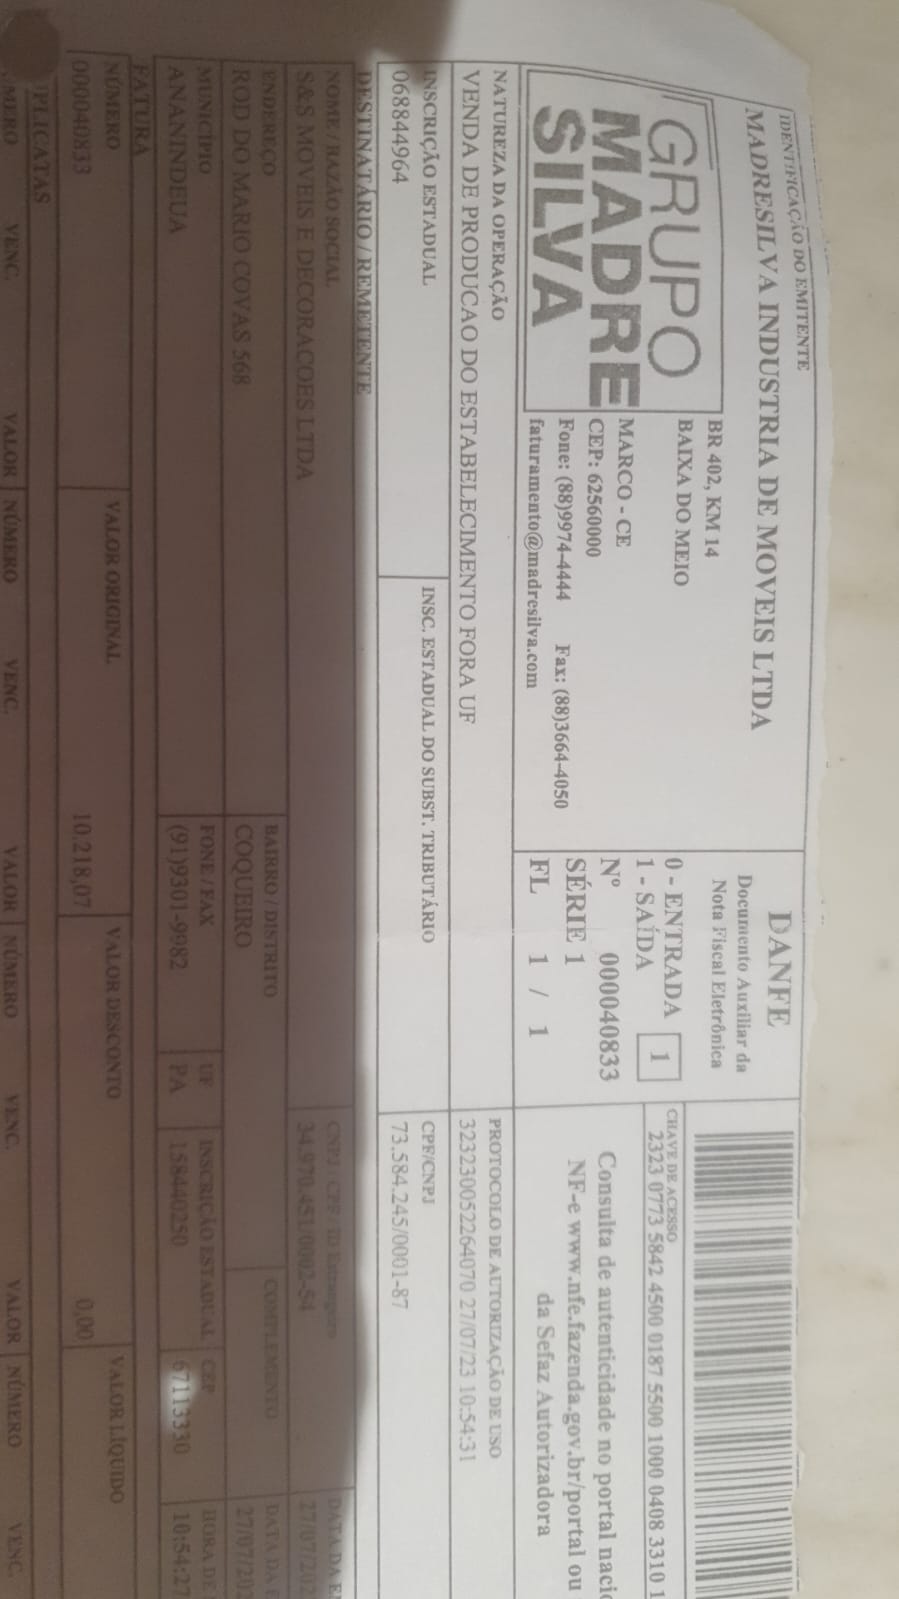 IDENTIFICAÇÃO DO EMITENTE
MADRESILVA INDUSTRIA DE MOVEIS LTDA
GRUPO
MADRE
SILVA
BR 402, KM 14
BAIXA DO MEIO
MARCO - CE
CEP: 62560000
Fone: (88)9974-4444 Fax: (88)3664-4050
faturamento@madresilva.com
DANFE
Documento Auxiliar da
Nota Fiscal Eletrônica
0- ENTRADA
1- SAÍDA
1
Nº 000040833
SÉRIE 1
FL 1 / 1
CHAVE DE ACESSO
2323 0773 5842 4500 0187 5500 1000 0408 3310 1
Consulta de autenticidade no portal nacio
NF-e www.nfe.fazenda.gov.br/portal ou
da Sefaz Autorizadora
NATUREZA DA OPERAÇÃO
VENDA DE PRODUCAO DO ESTABELECIMENTO FORA UF
PROTOCOLO DE AUTORIZAÇÃO DE USO
323230052264070 27/07/23 10:54:31
INSCRIÇÃO ESTADUAL
068844964
INSC. ESTADUAL DO SUBST. TRIBUTÁRIO
CPF/CNPJ
73.584.245/0001-87
DESTINATÁRIO / REMETENTE
NOME / RAZÃO SOCIAL
S&S MOVEIS E DECORACOES LTDA
CNPJ / CPF / ID Estrangeiro
34.970.451/0002-54
DATA DA E
27/07/202
ENDEREÇO
ROD DO MARIO COVAS 568
BAIRRO / DISTRITO
COQUEIRO
COMPLEMENTO
DATA DA E
27/07/202
MUNICÍPIO
ANANINDEUA
FONE / FAX
(91)9301-9982
UF
PA
INSCRIÇÃO ESTADUAL
158440250
CEP
67113330
HORA DE
10:54:27
FATURA
NÚMERO
000040833
VALOR ORIGINAL
10.218,07
VALOR DESCONTO
0,00
VALOR LÍQUIDO
PLICATAS
MERO VENC. VALOR NÚMERO VENC. VALOR NÚMERO VENC. VALOR NÚMERO VENC.